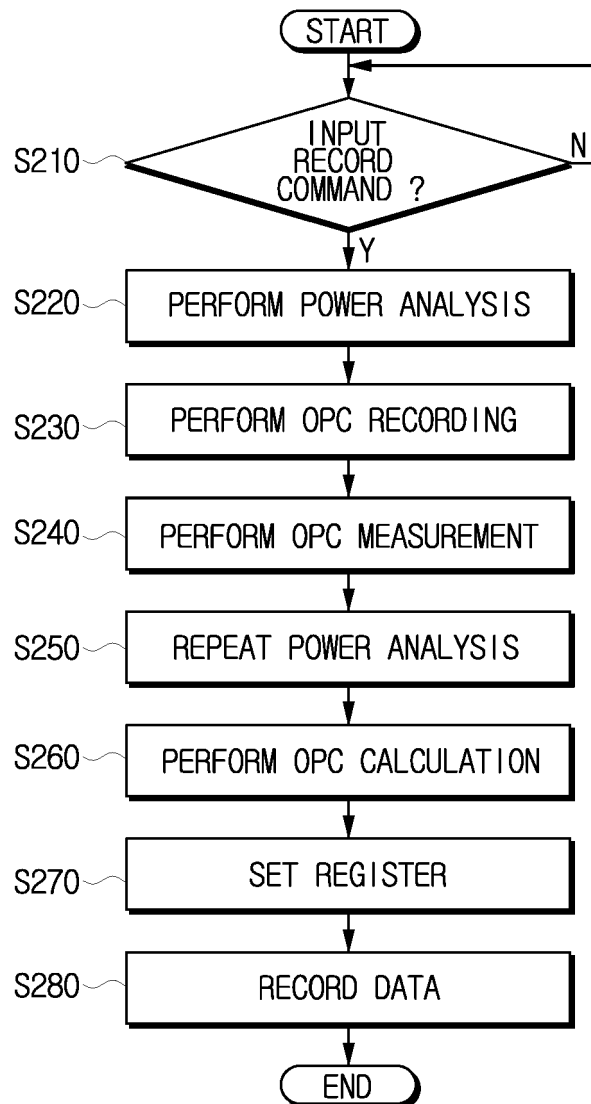 START
INPUT
RECORD
COMMAND ?
N
S210
Y
S220
PERFORM POWER ANALYSIS
S230
PERFORM OPC RECORDING
S240
PERFORM OPC MEASUREMENT
S250
REPEAT POWER ANALYSIS
S260
PERFORM OPC CALCULATION
S270
SET REGISTER
S280
RECORD DATA
END